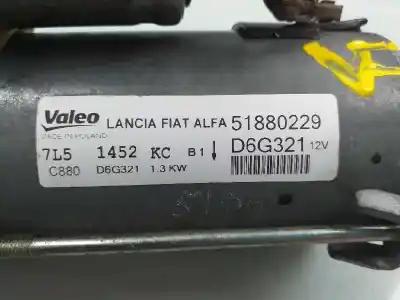 Valeo LANCIA FIAT ALFA 51880229
MADE IN POLAND
7L5 1452 KC B1 ↓ D6G321 12V
C880 D6G321 1.3 KW